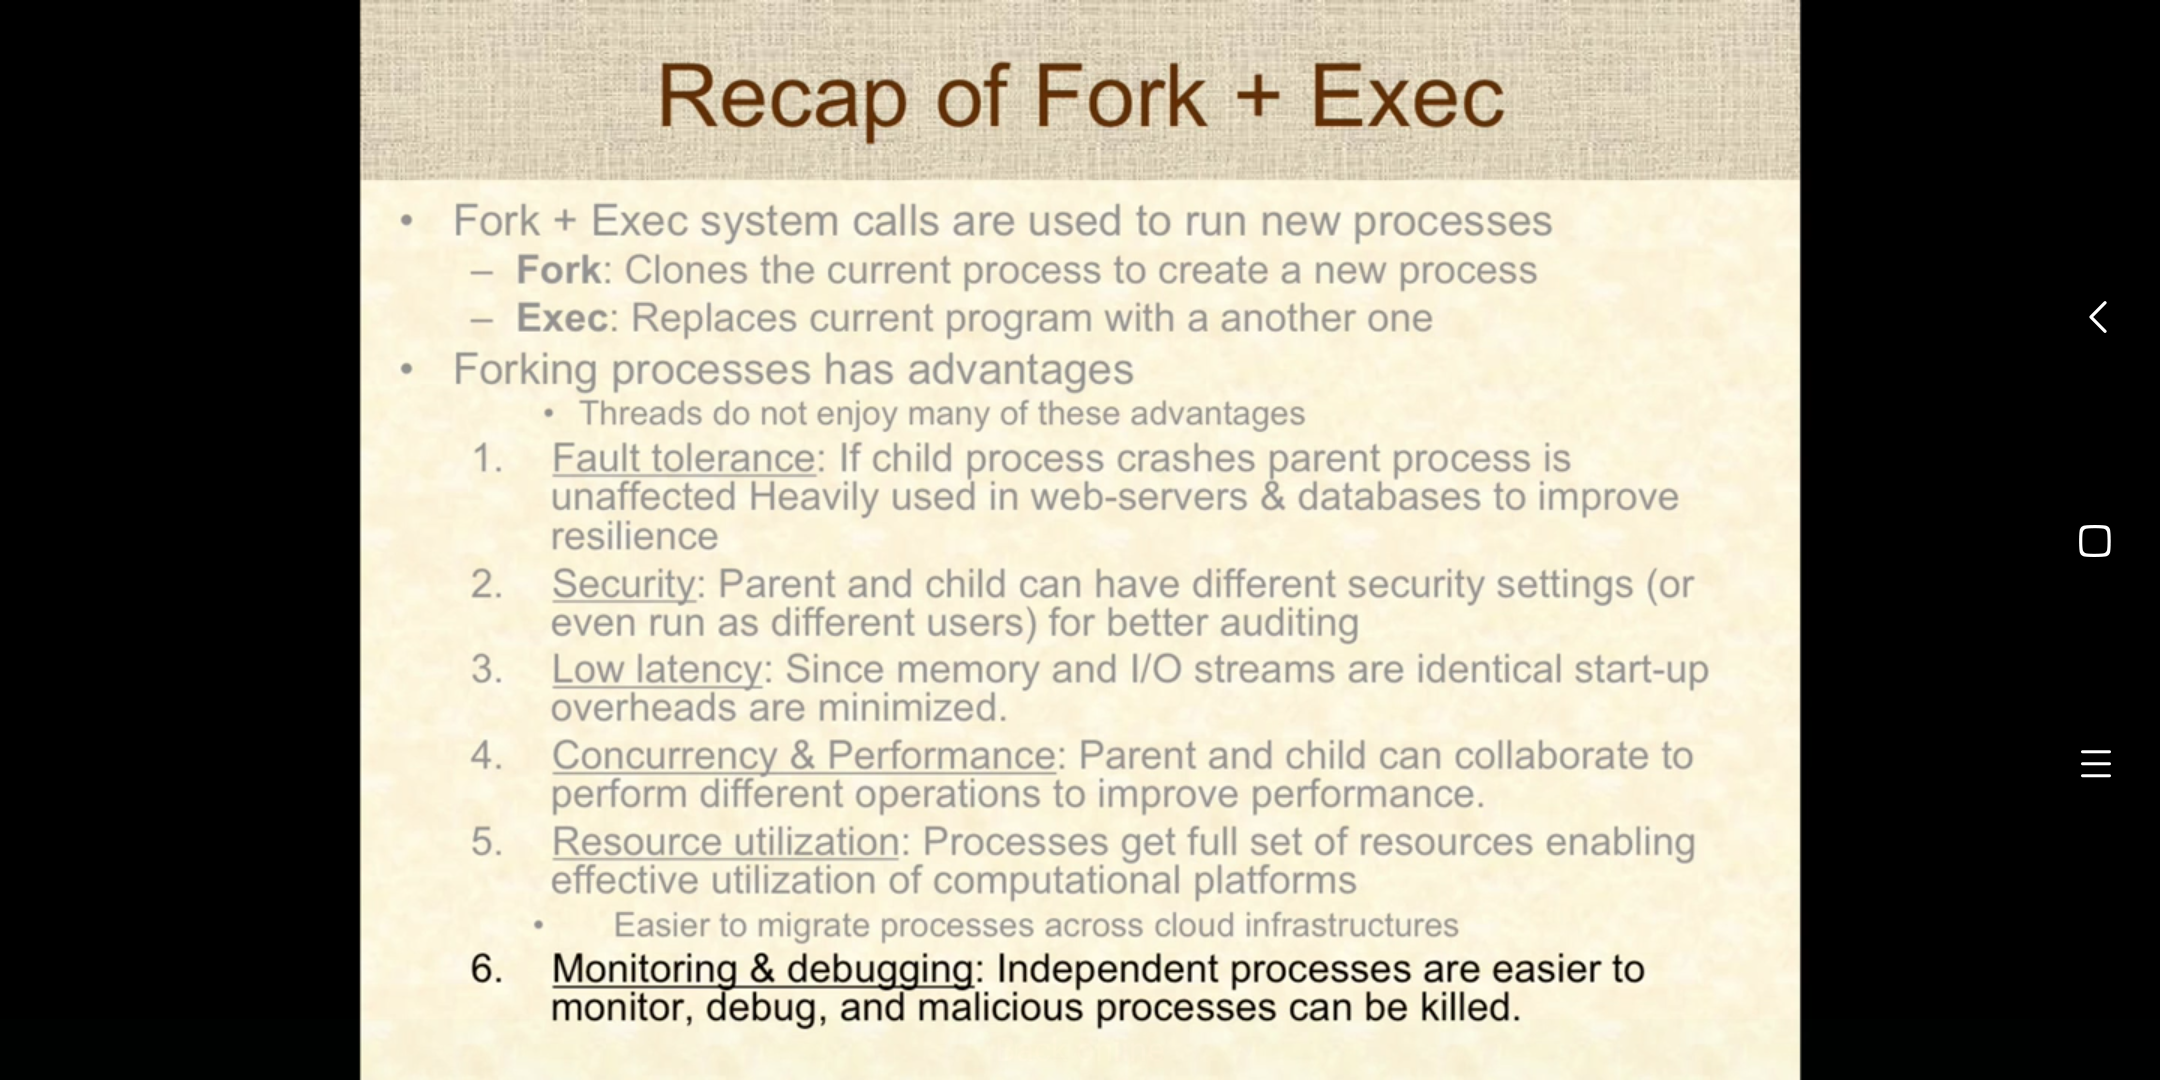 Recap of Fork + Exec
• Fork + Exec system calls are used to run new processes
– Fork: Clones the current process to create a new process
– Exec: Replaces current program with a another one
• Forking processes has advantages
• Threads do not enjoy many of these advantages
1. Fault tolerance: If child process crashes parent process is
unaffected Heavily used in web-servers & databases to improve
resilience
2. Security: Parent and child can have different security settings (or
even run as different users) for better auditing
3. Low latency: Since memory and I/O streams are identical start-up
overheads are minimized.
4. Concurrency & Performance: Parent and child can collaborate to
perform different operations to improve performance.
5. Resource utilization: Processes get full set of resources enabling
effective utilization of computational platforms
• Easier to migrate processes across cloud infrastructures
6. Monitoring & debugging: Independent processes are easier to
monitor, debug, and malicious processes can be killed.